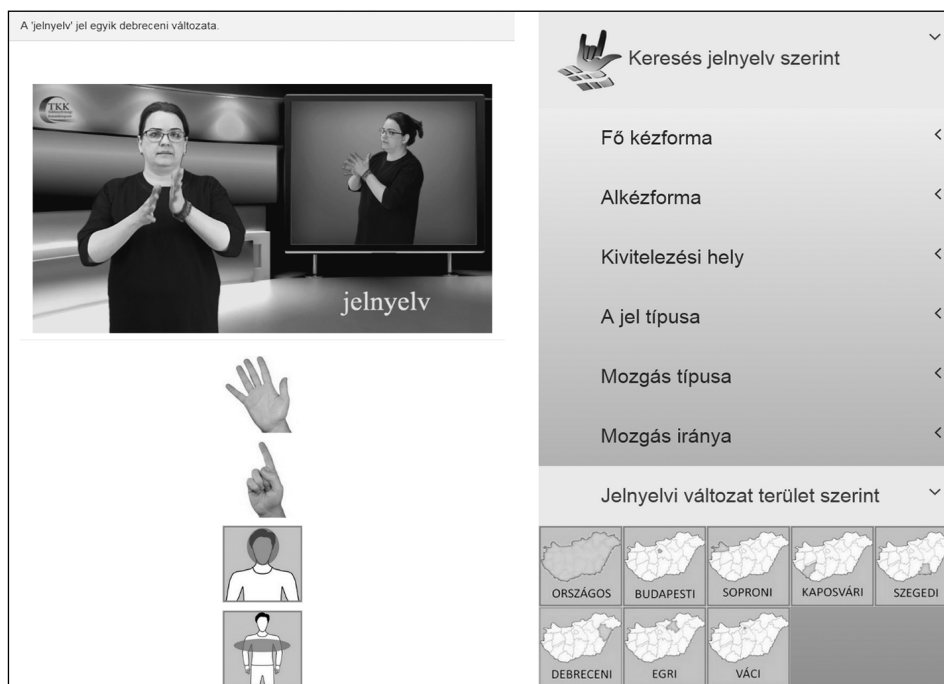 A 'jelnyelv' jel egyik debreceni változata.
TKK
jelnyelv
Keresés jelnyelv szerint
Fő kézforma
Alkézforma
Kivitelezési hely
A jel típusa
Mozgás típusa
Mozgás iránya
Jelnyelvi változat terület szerint
ORSZÁGOS
BUDAPESTI
SOPRONI
KAPOSVÁRI
SZEGEDI
DEBRECENI
EGRI
VÁCI